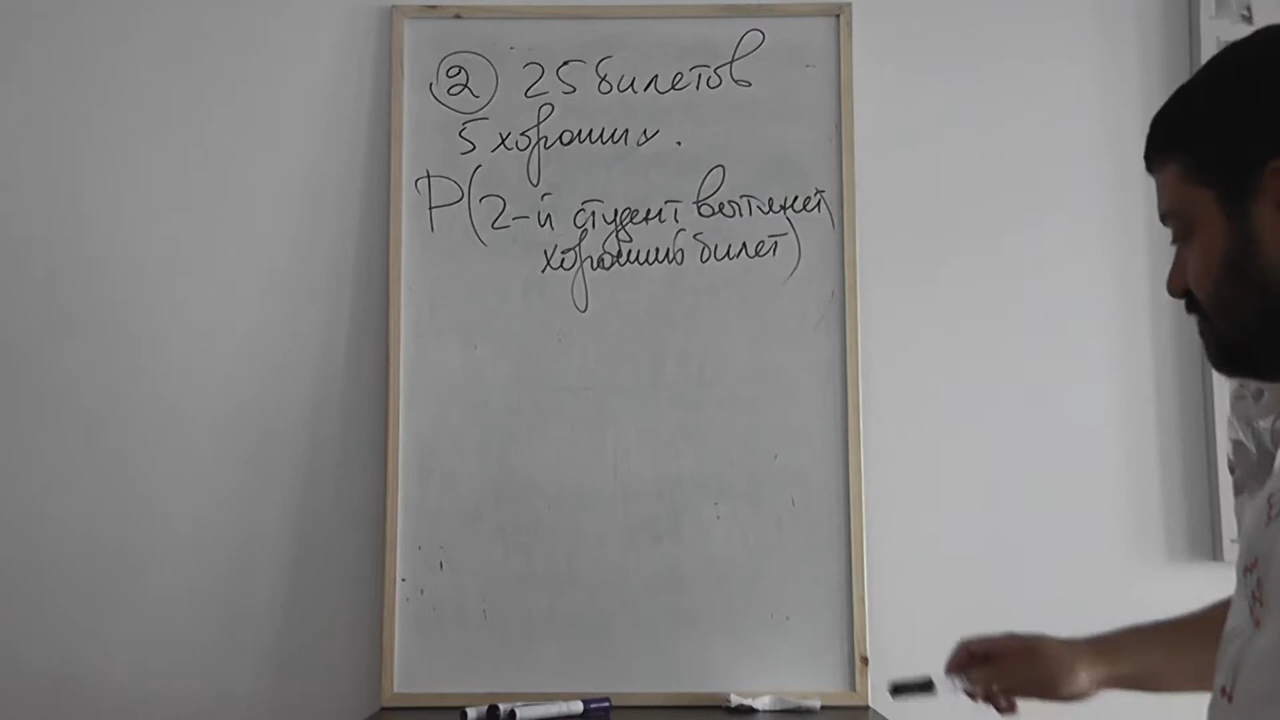 2 25 билетов
5 хороших.
P(2-й студент вытянет
хороший билет)